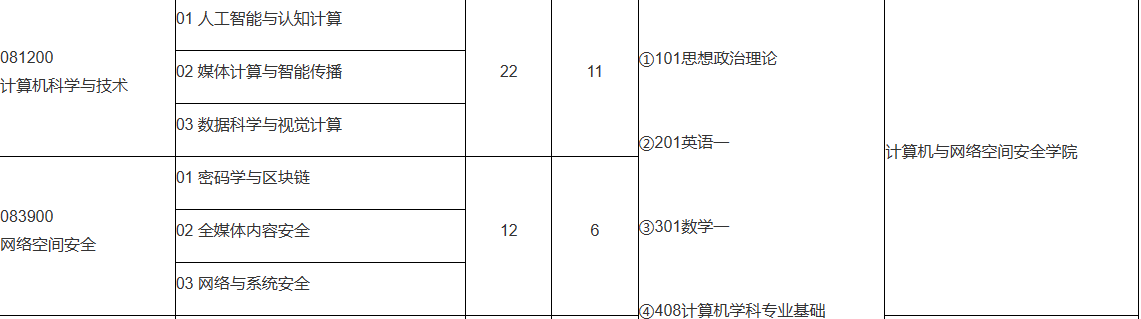 081200
计算机科学与技术
01 人工智能与认知计算
02 媒体计算与智能传播
03 数据科学与视觉计算
22
11
083900
网络空间安全
01 密码学与区块链
02 全媒体内容安全
03 网络与系统安全
12
6
①101思想政治理论
②201英语一
③301数学一
④408计算机学科专业基础
计算机与网络空间安全学院